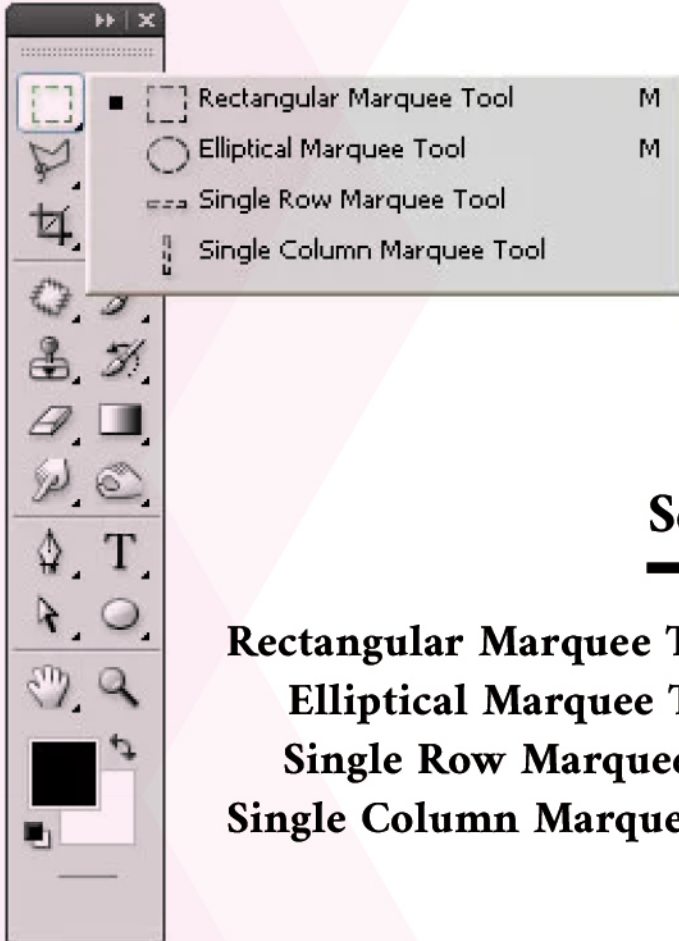 Rectangular Marquee Tool M
Elliptical Marquee Tool M
Single Row Marquee Tool
Single Column Marquee Tool
T
Rectangular Marquee
Elliptical Marquee
Single Row Marquee
Single Column